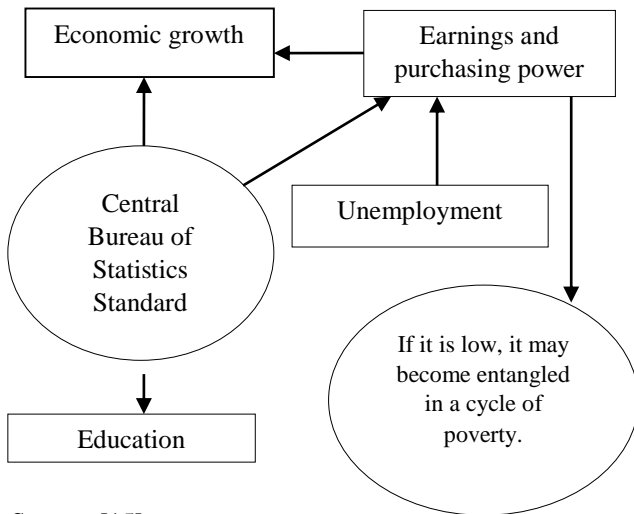 Economic growth
Earnings and
purchasing power
Central
Bureau of
Statistics
Standard
Unemployment
If it is low, it may
become entangled
in a cycle of
poverty.
Education